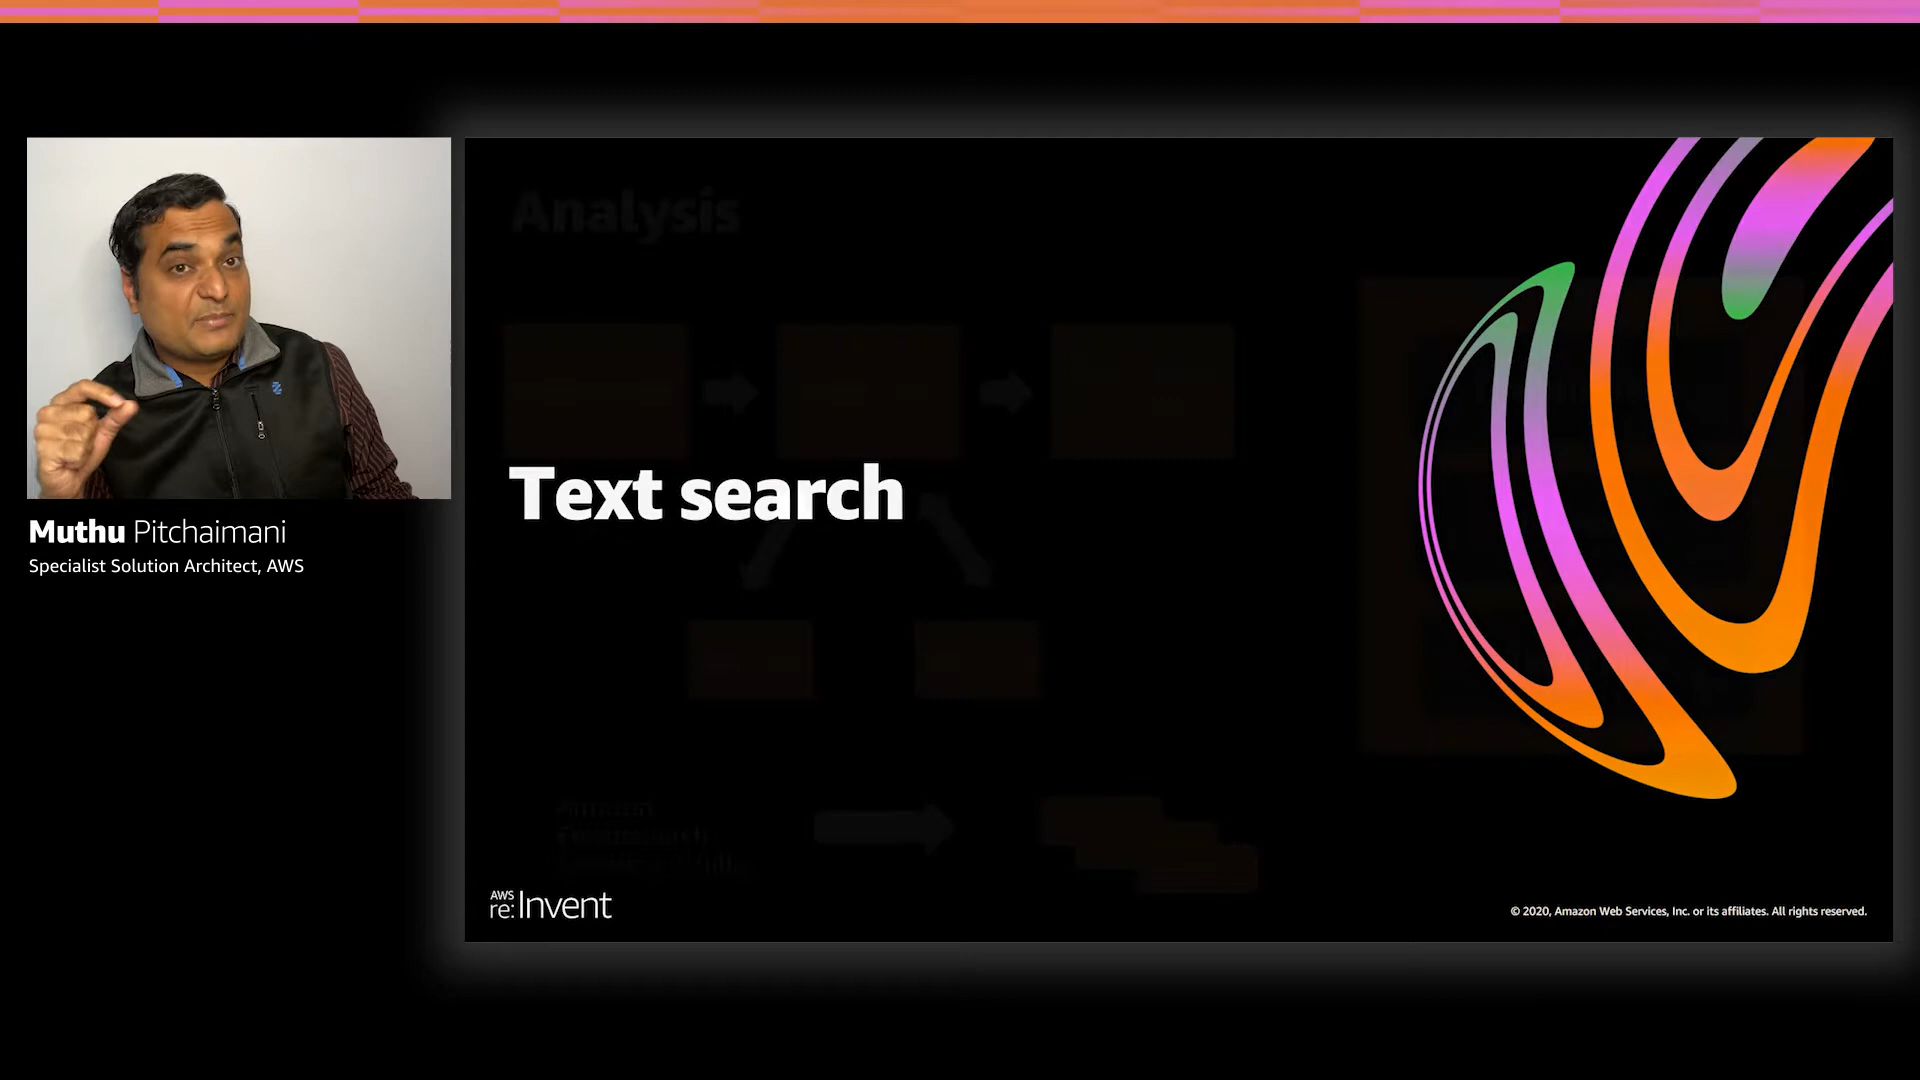 Analysis
Text search
Muthu Pitchaimani
Specialist Solution Architect, AWS
AWS
re:Invent
© 2020, Amazon Web Services, Inc. or its affiliates. All rights reserved.